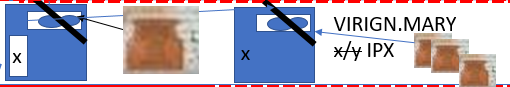 x
x
VIRIGN.MARY
x/y IPX